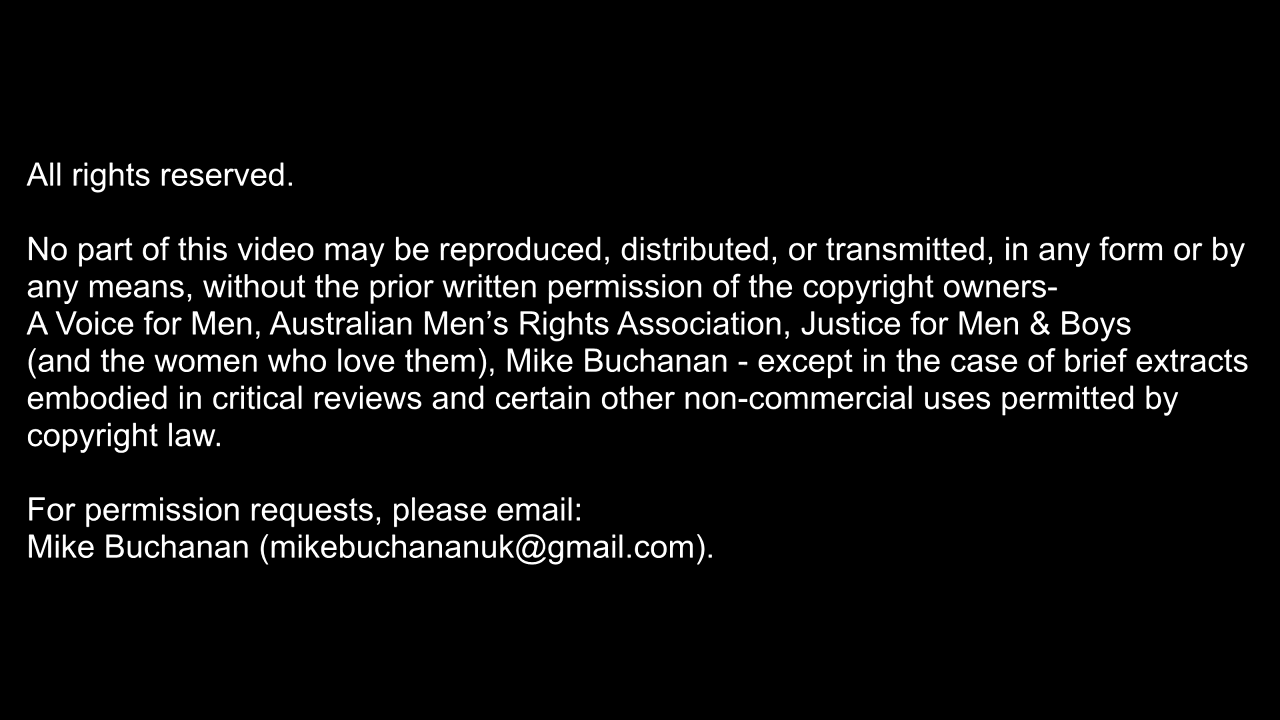 All rights reserved.
No part of this video may be reproduced, distributed, or transmitted, in any form or by
any means, without the prior written permission of the copyright owners-
A Voice for Men, Australian Men’s Rights Association, Justice for Men & Boys
(and the women who love them), Mike Buchanan - except in the case of brief extracts
embodied in critical reviews and certain other non-commercial uses permitted by
copyright law.
For permission requests, please email:
Mike Buchanan (mikebuchananuk@gmail.com).